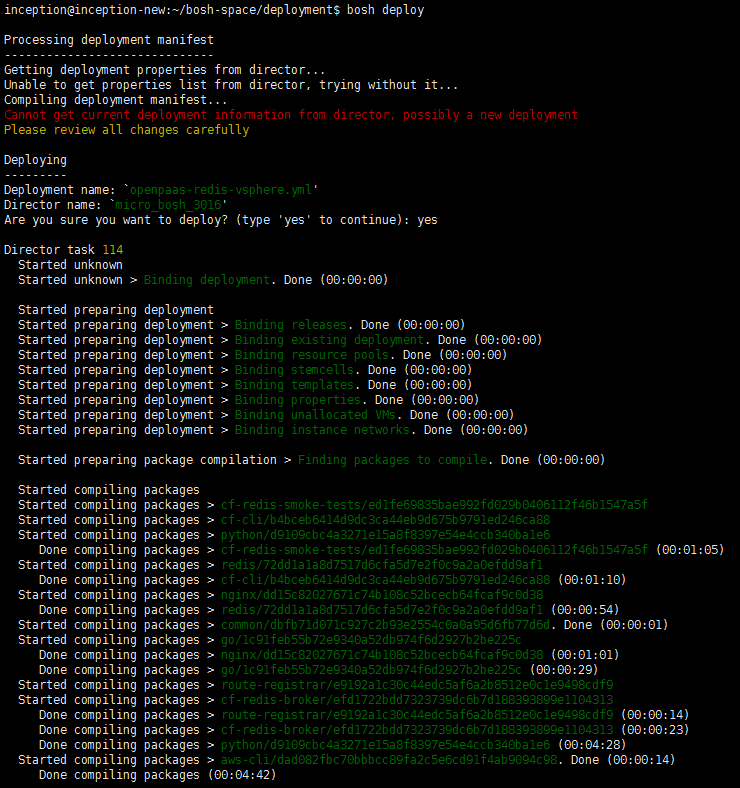 inception@inception-new:~/bosh-space/deployment$ bosh deploy
Processing deployment manifest
------------------------------
Getting deployment properties from director...
Unable to get properties list from director, trying without it...
Compiling deployment manifest...
Cannot get current deployment information from director, possibly a new deployment
Please review all changes carefully
Deploying
---------
Deployment name: `openpaas-redis-vsphere.yml'
Director name: `micro_bosh_3016'
Are you sure you want to deploy? (type 'yes' to continue): yes
Director task 114
Started unknown
Started unknown > Binding deployment. Done (00:00:00)
Started preparing deployment
Started preparing deployment > Binding releases. Done (00:00:00)
Started preparing deployment > Binding existing deployment. Done (00:00:00)
Started preparing deployment > Binding resource pools. Done (00:00:00)
Started preparing deployment > Binding stemcells. Done (00:00:00)
Started preparing deployment > Binding templates. Done (00:00:00)
Started preparing deployment > Binding properties. Done (00:00:00)
Started preparing deployment > Binding unallocated VMs. Done (00:00:00)
Started preparing deployment > Binding instance networks. Done (00:00:00)
Started preparing package compilation > Finding packages to compile. Done (00:00:00)
Started compiling packages
Started compiling packages > cf-redis-smoke-tests/ed1fe69835bae992fd029b0406112f46b1547a5f
Started compiling packages > cf-cli/b4bceb6414d9dc3ca44eb9d675b9791ed246ca88
Started compiling packages > python/d9109cbc4a3271e15a8f8397e54e4ccb340ba1e6
Done compiling packages > cf-redis-smoke-tests/ed1fe69835bae992fd029b0406112f46b1547a5f (00:01:05)
Started compiling packages > redis/72dd1a1a8d7517d6cfa5d7e2f0c9a2a0efdd9af1
Done compiling packages > cf-cli/b4bceb6414d9dc3ca44eb9d675b9791ed246ca88 (00:01:10)
Started compiling packages > nginx/dd15c82027671c74b108c52bcecb64fcaf9c0d38
Done compiling packages > redis/72dd1a1a8d7517d6cfa5d7e2f0c9a2a0efdd9af1 (00:00:54)
Started compiling packages > common/dbfb71d071c927c2b93e2554c0a0a95d6fb77d6d. Done (00:00:01)
Started compiling packages > go/1c91feb55b72e9340a52db974f6d2927b2be225c
Done compiling packages > nginx/dd15c82027671c74b108c52bcecb64fcaf9c0d38 (00:01:01)
Done compiling packages > go/1c91feb55b72e9340a52db974f6d2927b2be225c (00:00:29)
Started compiling packages > route-registrar/e9192a1c30c44edc5af6a2b8512e0c1e9498cdf9
Started compiling packages > cf-redis-broker/efd1722bdd7323739dc6b7d188393899e1104313
Done compiling packages > route-registrar/e9192a1c30c44edc5af6a2b8512e0c1e9498cdf9 (00:00:14)
Done compiling packages > cf-redis-broker/efd1722bdd7323739dc6b7d188393899e1104313 (00:00:23)
Done compiling packages > python/d9109cbc4a3271e15a8f8397e54e4ccb340ba1e6 (00:04:28)
Started compiling packages > aws-cli/dad082fbc70bbbcc89fa2c5e6cd91f4ab9094c98. Done (00:00:14)
Done compiling packages (00:04:42)